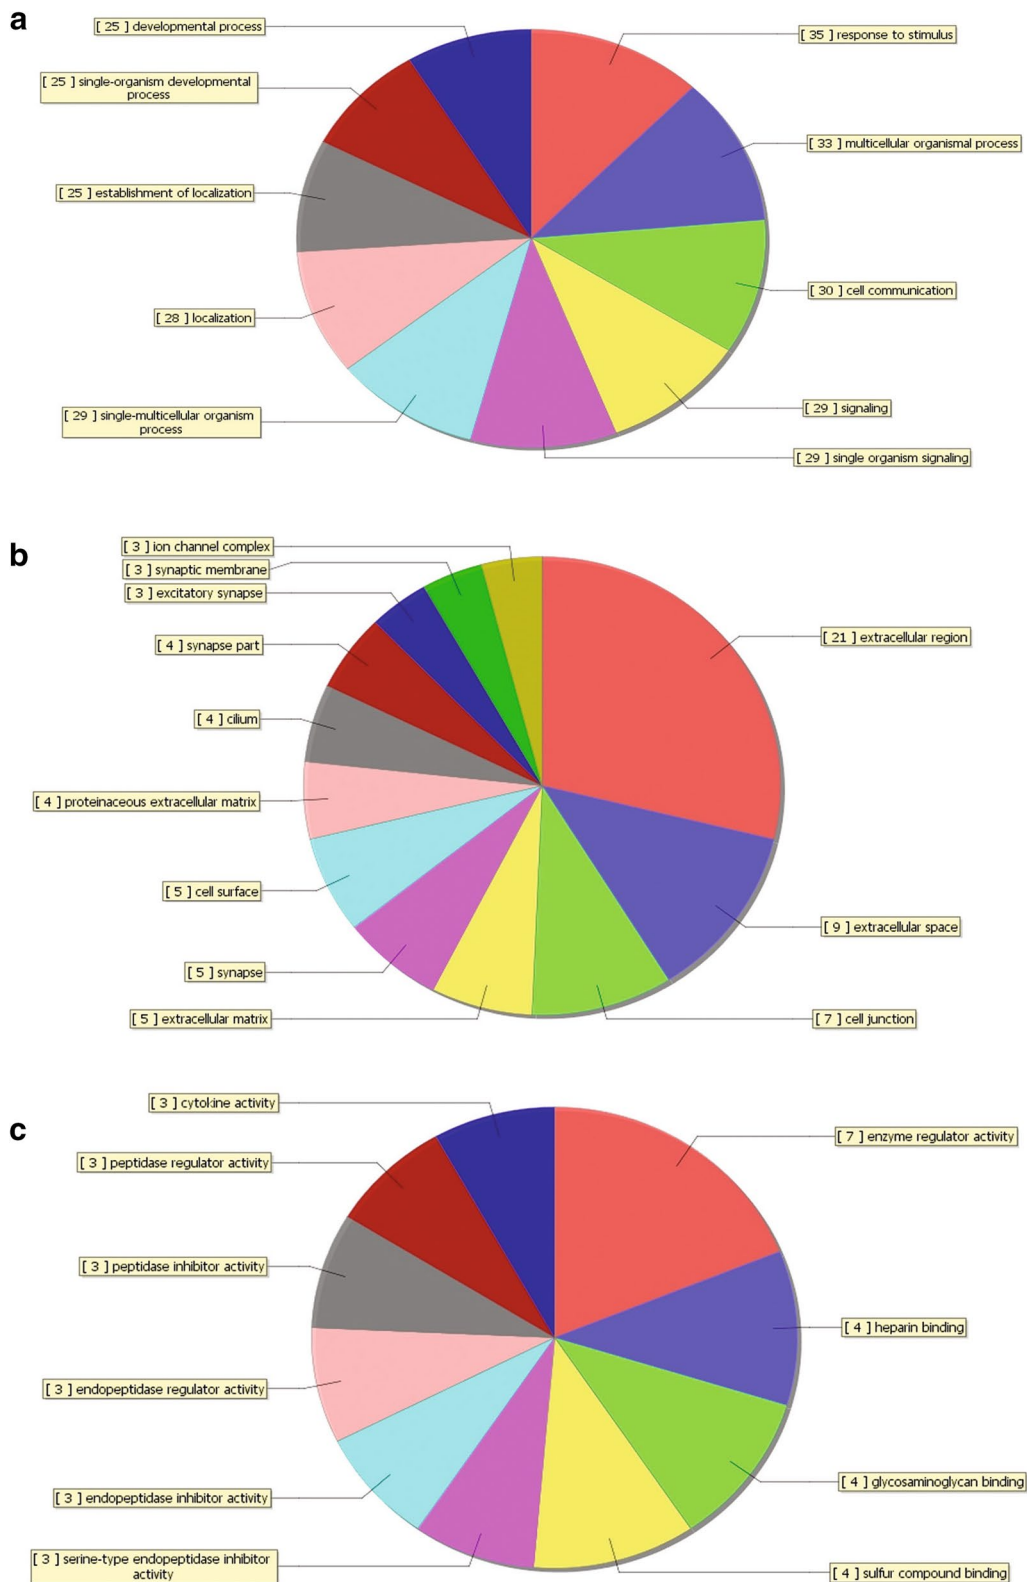 a
[ 25 ] developmental process
[ 35 ] response to stimulus
[ 25 ] single-organism developmental
process
[ 33 ] multicellular organismal process
[ 25 ] establishment of localization
[ 30 ] cell communication
[ 28 ] localization
[ 29 ] single-multicellular organism
process
[ 29 ] signaling
[ 29 ] single organism signaling
b
[ 3 ] ion channel complex
[ 3 ] synaptic membrane
[ 3 ] excitatory synapse
[ 21 ] extracellular region
[ 4 ] synapse part
[ 4 ] cilium
[ 4 ] proteinaceous extracellular matrix
[ 5 ] cell surface
[ 9 ] extracellular space
[ 5 ] synapse
[ 5 ] extracellular matrix
[ 7 ] cell junction
c
[ 3 ] cytokine activity
[ 7 ] enzyme regulator activity
[ 3 ] peptidase regulator activity
[ 3 ] peptidase inhibitor activity
[ 4 ] heparin binding
[ 3 ] endopeptidase regulator activity
[ 4 ] glycosaminoglycan binding
[ 3 ] endopeptidase inhibitor activity
[ 3 ] serine-type endopeptidase inhibitor
activity
[ 4 ] sulfur compound binding